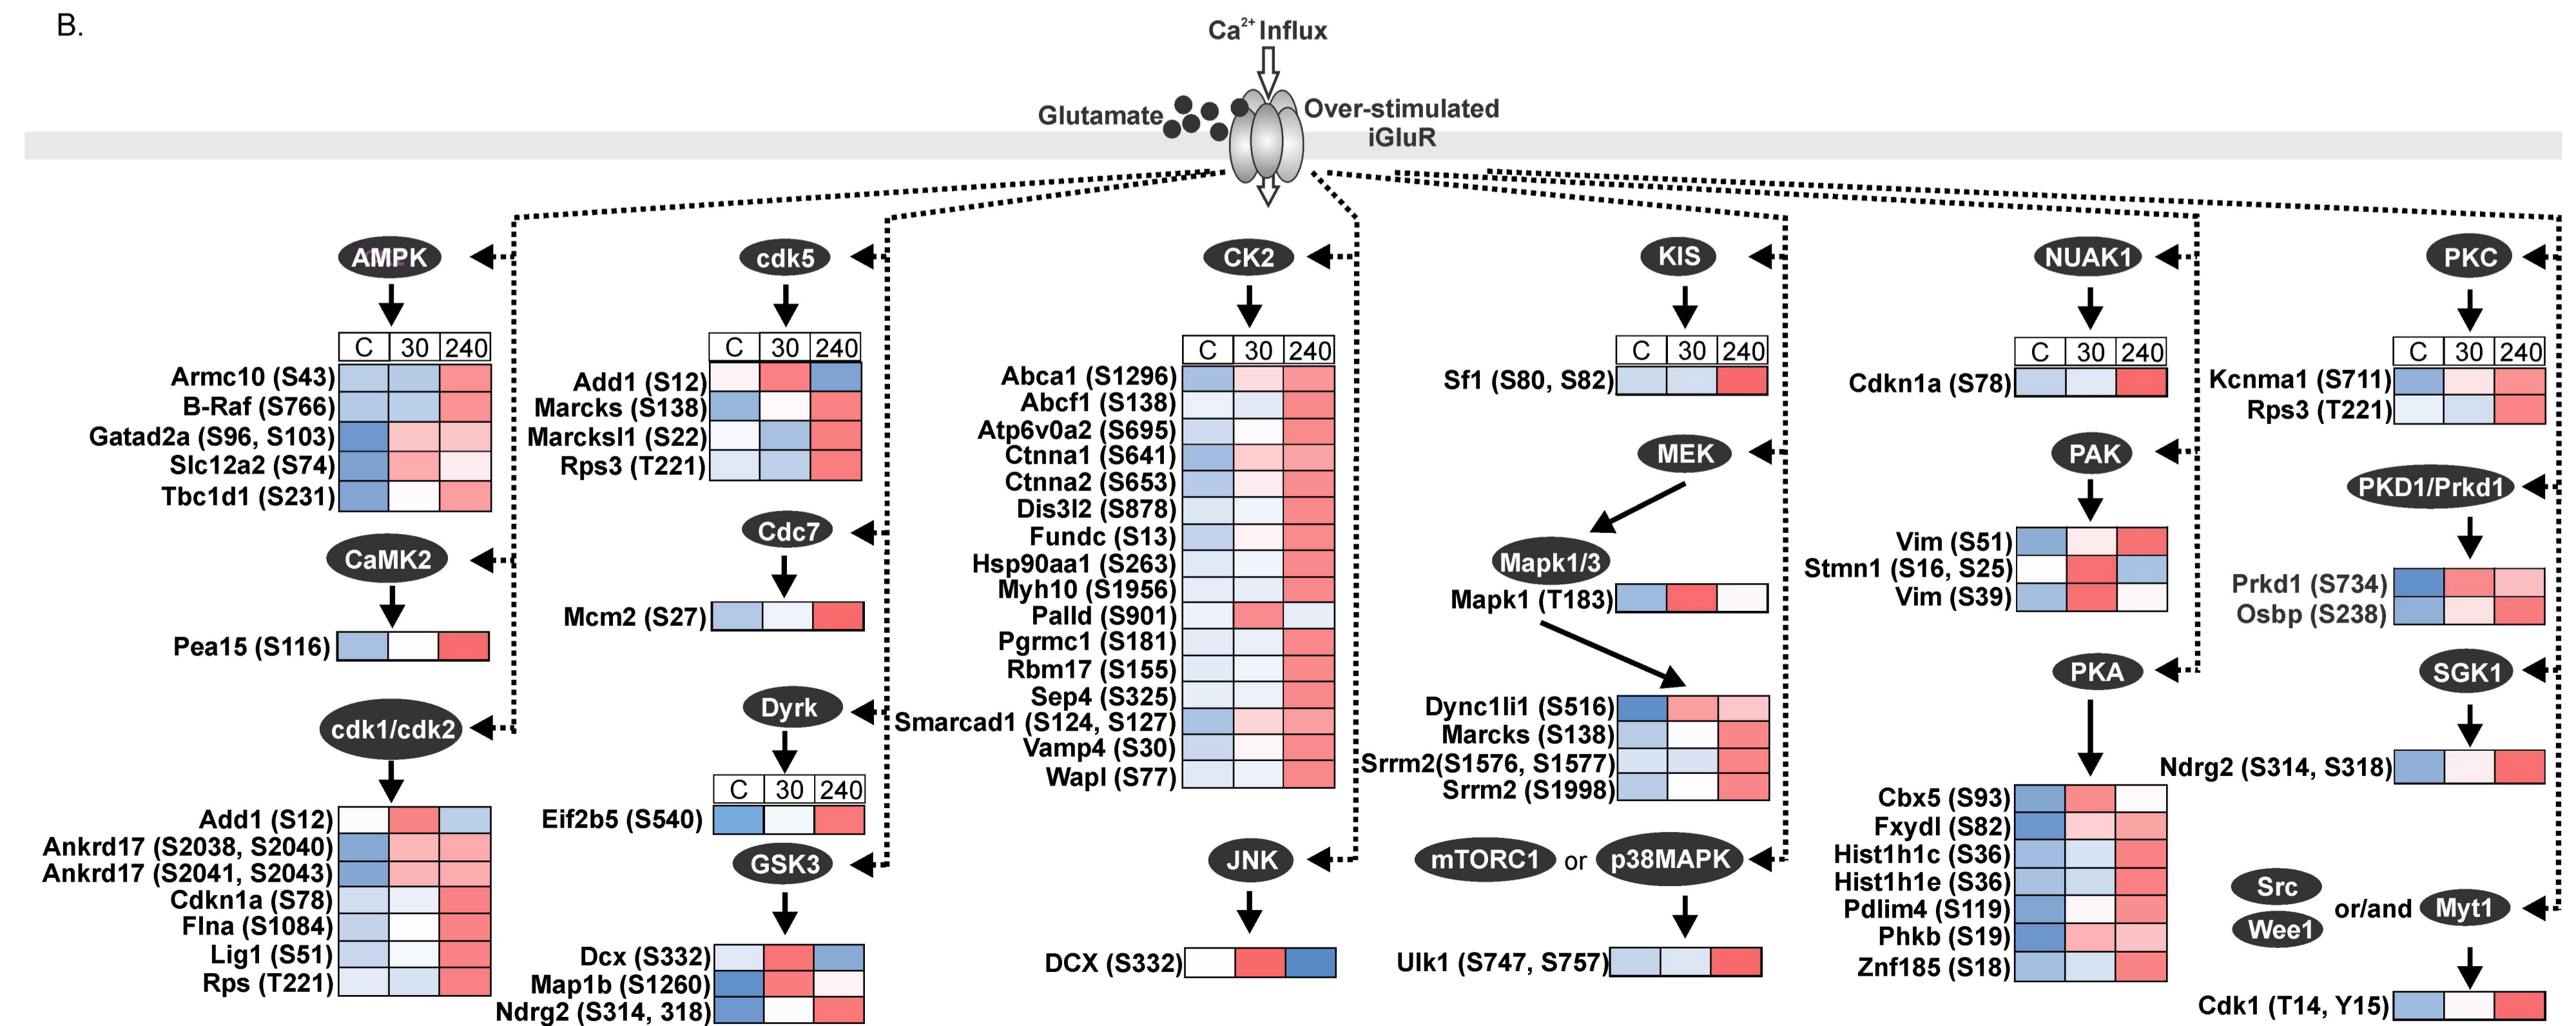 B.
Ca2+ Influx
Glutamate
Over-stimulated
iGluR
AMPK
C 30 240
Armc10 (S43)
B-Raf (S766)
Gatad2a (S96, S103)
Slc12a2 (S74)
Tbc1d1 (S231)
CaMK2
Pea15 (S116)
cdk1/cdk2
Add1 (S12)
Ankrd17 (S2038, S2040)
Ankrd17 (S2041, S2043)
Cdkn1a (S78)
Flna (S1084)
Lig1 (S51)
Rps (T221)
cdk5
C 30 240
Add1 (S12)
Marcks (S138)
Marcksl1 (S22)
Rps3 (T221)
Cdc7
Mcm2 (S27)
Dyrk
C 30 240
Eif2b5 (S540)
GSK3
Dcx (S332)
Map1b (S1260)
Ndrg2 (S314, 318)
CK2
C 30 240
Abca1 (S1296)
Abcf1 (S138)
Atp6v0a2 (S695)
Ctnna1 (S641)
Ctnna2 (S653)
Dis3l2 (S878)
Fundc (S13)
Hsp90aa1 (S263)
Myh10 (S1956)
Palld (S901)
Pgrmc1 (S181)
Rbm17 (S155)
Sep4 (S325)
Smarcad1 (S124, S127)
Vamp4 (S30)
Wapl (S77)
JNK
DCX (S332)
KIS
C 30 240
Sf1 (S80, S82)
MEK
Mapk1/3
Mapk1 (T183)
Dync1li1 (S516)
Marcks (S138)
Srrm2(S1576, S1577)
Srrm2 (S1998)
mTORC1 or p38MAPK
Ulk1 (S747, S757)
NUAK1
C 30 240
Cdkn1a (S78)
PAK
Vim (S51)
Stmn1 (S16, S25)
Vim (S39)
PKA
Cbx5 (S93)
Fxydl (S82)
Hist1h1c (S36)
Hist1h1e (S36)
Pdlim4 (S119)
Phkb (S19)
Znf185 (S18)
PKC
C 30 240
Kcnma1 (S711)
Rps3 (T221)
PKD1/Prkd1
Prkd1 (S734)
Osbp (S238)
SGK1
Ndrg2 (S314, S318)
Src
Wee1
or/and Myt1
Cdk1 (T14, Y15)